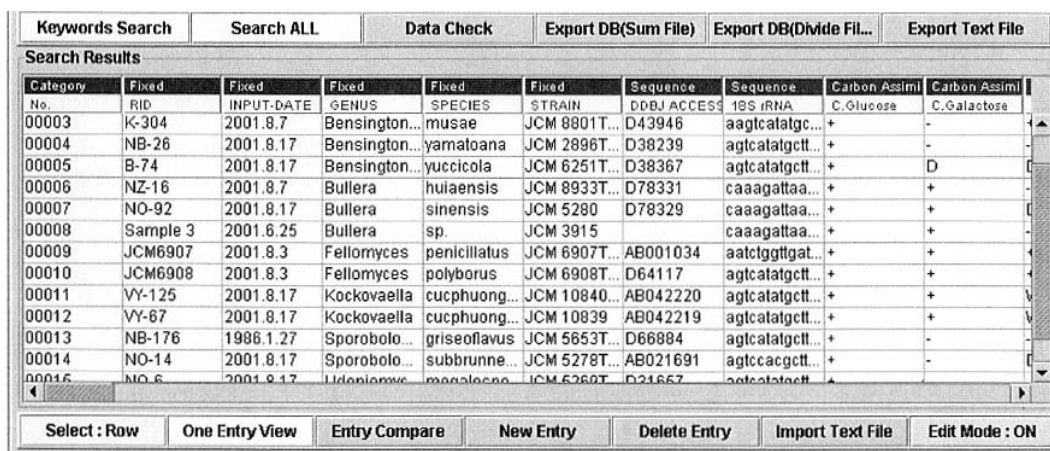 Keywords Search Search ALL Data Check Export DB(Sum File) Export DB(Divide Fil... Export Text File
Search Results
Category Fixed Fixed Fixed Fixed Fixed Sequence Sequence Carbon Assimi Carbon Assimi
No. RID INPUT-DATE GENUS SPECIES STRAIN DDBJ ACCESS 18S rRNA C.Glucose C.Galactose
00003 K-304 2001.8.7 Bensington... musae JCM 8801T... D43946 aagtcatatgc... + -
00004 NB-26 2001.8.17 Bensington... yamatoana JCM 2896T... D38239 agtcatatgctt... + -
00005 B-74 2001.8.17 Bensington... yuccicola JCM 6251T... D38367 agtcatatgctt... + D
00006 NZ-16 2001.8.7 Bullera huiaensis JCM 8933T... D78331 caaagattaa... + +
00007 NO-92 2001.8.17 Bullera sinensis JCM 5280 D78329 caaagattaa... + +
00008 Sample 3 2001.6.25 Bullera sp. JCM 3915 caaagattaa... + +
00009 JCM6907 2001.8.3 Fellomyces penicillatus JCM 6907T... AB001034 aatctggttgat... + +
00010 JCM6908 2001.8.3 Fellomyces polyborus JCM 6908T... D64117 agtcatatgctt... + +
00011 VY-125 2001.8.17 Kockovaella cucphuong... JCM 10840... AB042220 agtcatatgctt... + +
00012 VY-67 2001.8.17 Kockovaella cucphuong... JCM 10839 AB042219 agtcatatgctt... + +
00013 NB-176 1986.1.27 Sporobolo... griseoflavus JCM 5653T... D66884 agtcatatgctt... + -
00014 NO-14 2001.8.17 Sporobolo... subbrunne... JCM 5278T... AB021691 agtccacgctt... + -
NO-6 2001.8.17
Select : Row One Entry View Entry Compare New Entry Delete Entry Import Text File Edit Mode : ON